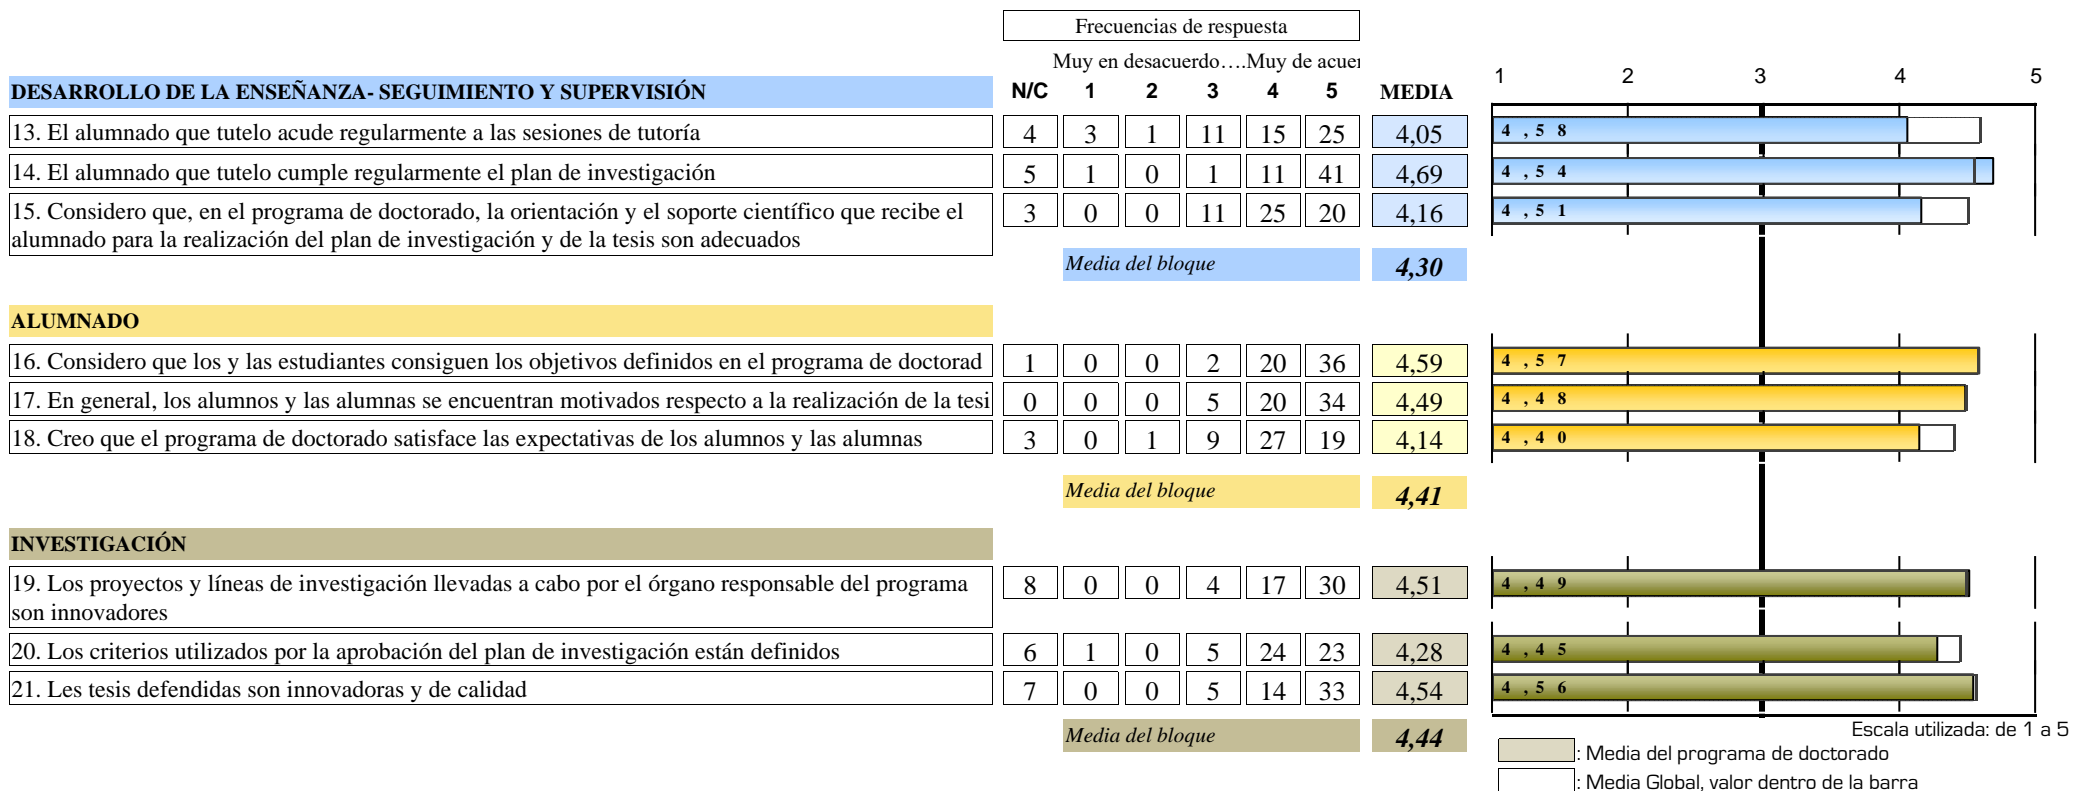 Frecuencias de respuesta
Muy en desacuerdo….Muy de acuer
DESARROLLO DE LA ENSEÑANZA- SEGUIMIENTO Y SUPERVISIÓN N/C 1 2 3 4 5 MEDIA 1 2 3 4 5
13. El alumnado que tutelo acude regularmente a las sesiones de tutoría 4 3 1 11 15 25 4,05 4,58
14. El alumnado que tutelo cumple regularmente el plan de investigación 5 1 0 1 11 41 4,69 4,54
15. Considero que, en el programa de doctorado, la orientación y el soporte científico que recibe el 3 0 0 11 25 20 4,16 4,51
alumnado para la realización del plan de investigación y de la tesis son adecuados
Media del bloque 4,30
ALUMNADO
16. Considero que los y las estudiantes consiguen los objetivos definidos en el programa de doctorad 1 0 0 2 20 36 4,59 4,57
17. En general, los alumnos y las alumnas se encuentran motivados respecto a la realización de la tesi 0 0 0 5 20 34 4,49 4,48
18. Creo que el programa de doctorado satisface las expectativas de los alumnos y las alumnas 3 0 1 9 27 19 4,14 4,40
Media del bloque 4,41
INVESTIGACIÓN
19. Los proyectos y líneas de investigación llevadas a cabo por el órgano responsable del programa 8 0 0 4 17 30 4,51 4,49
son innovadores
20. Los criterios utilizados por la aprobación del plan de investigación están definidos 6 1 0 5 24 23 4,28 4,45
21. Les tesis defendidas son innovadoras y de calidad 7 0 0 5 14 33 4,54 4,56
Media del bloque 4,44
Escala utilizada: de 1 a 5
: Media del programa de doctorado
: Media Global, valor dentro de la barra